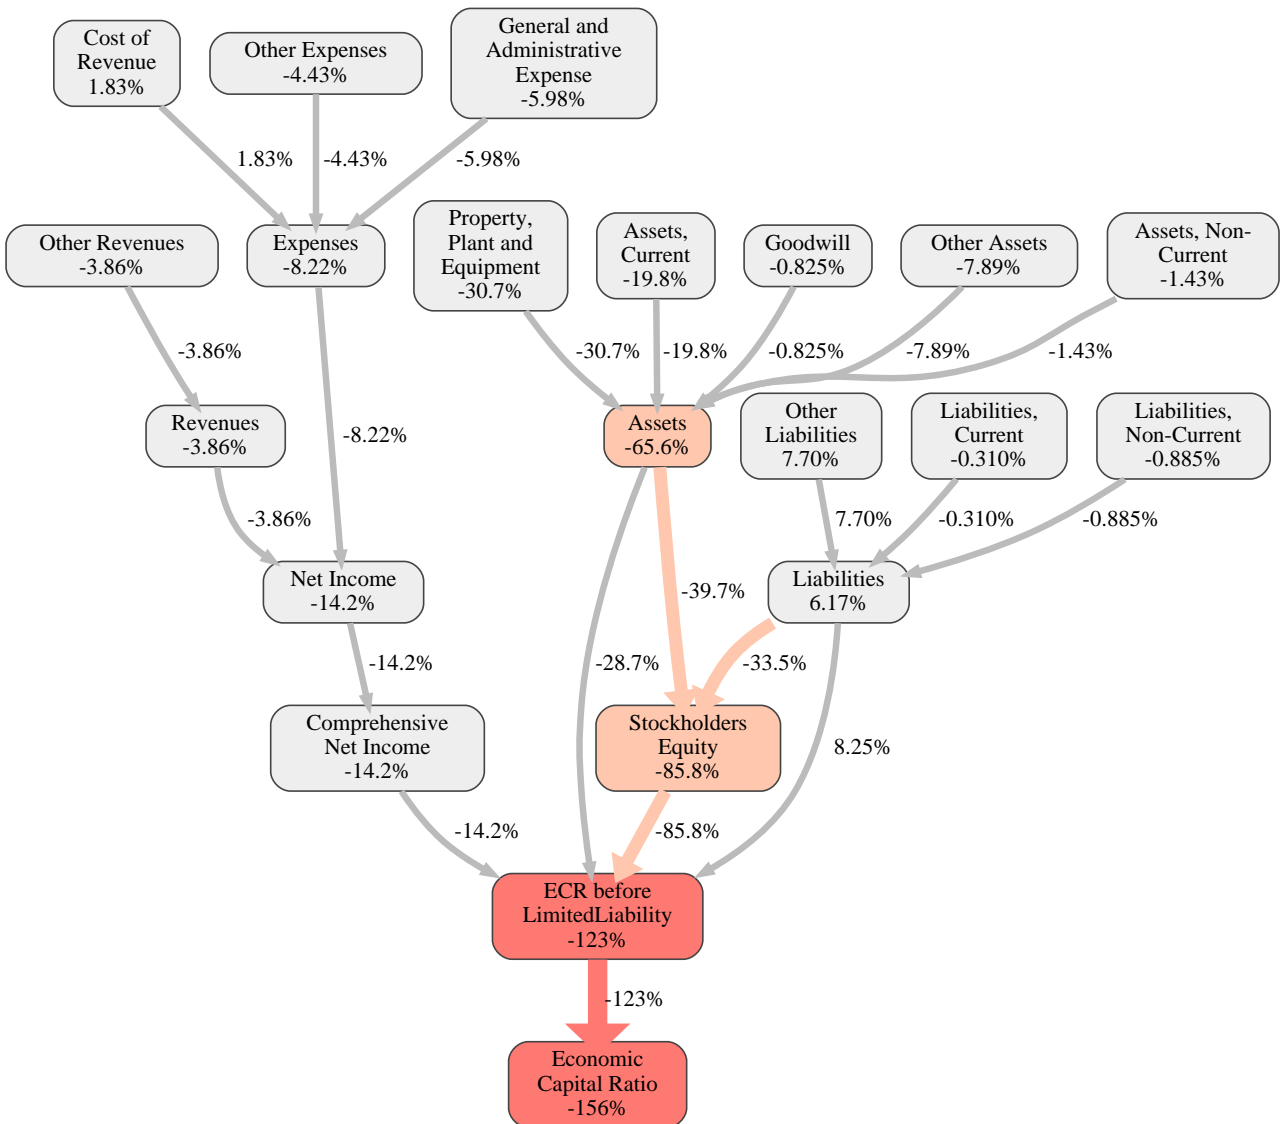 Cost of
Revenue
1.83%
Other Expenses
-4.43%
General and
Administrative
Expense
-5.98%
1.83%
-4.43%
-5.98%
Other Revenues
-3.86%
Expenses
-8.22%
Property,
Plant and
Equipment
-30.7%
Assets,
Current
-19.8%
Goodwill
-0.825%
Other Assets
-7.89%
Assets, Non-
Current
-1.43%
-3.86%
-30.7%
-19.8%
-0.825%
-7.89%
-1.43%
Revenues
-3.86%
-8.22%
Assets
-65.6%
Other
Liabilities
7.70%
Liabilities,
Current
-0.310%
Liabilities,
Non-Current
-0.885%
-3.86%
7.70%
-0.310%
-0.885%
Net Income
-14.2%
-39.7%
Liabilities
6.17%
-14.2%
-28.7%
-33.5%
Comprehensive
Net Income
-14.2%
Stockholders
Equity
-85.8%
8.25%
-14.2%
-85.8%
ECR before
LimitedLiability
-123%
-123%
Economic
Capital Ratio
-156%